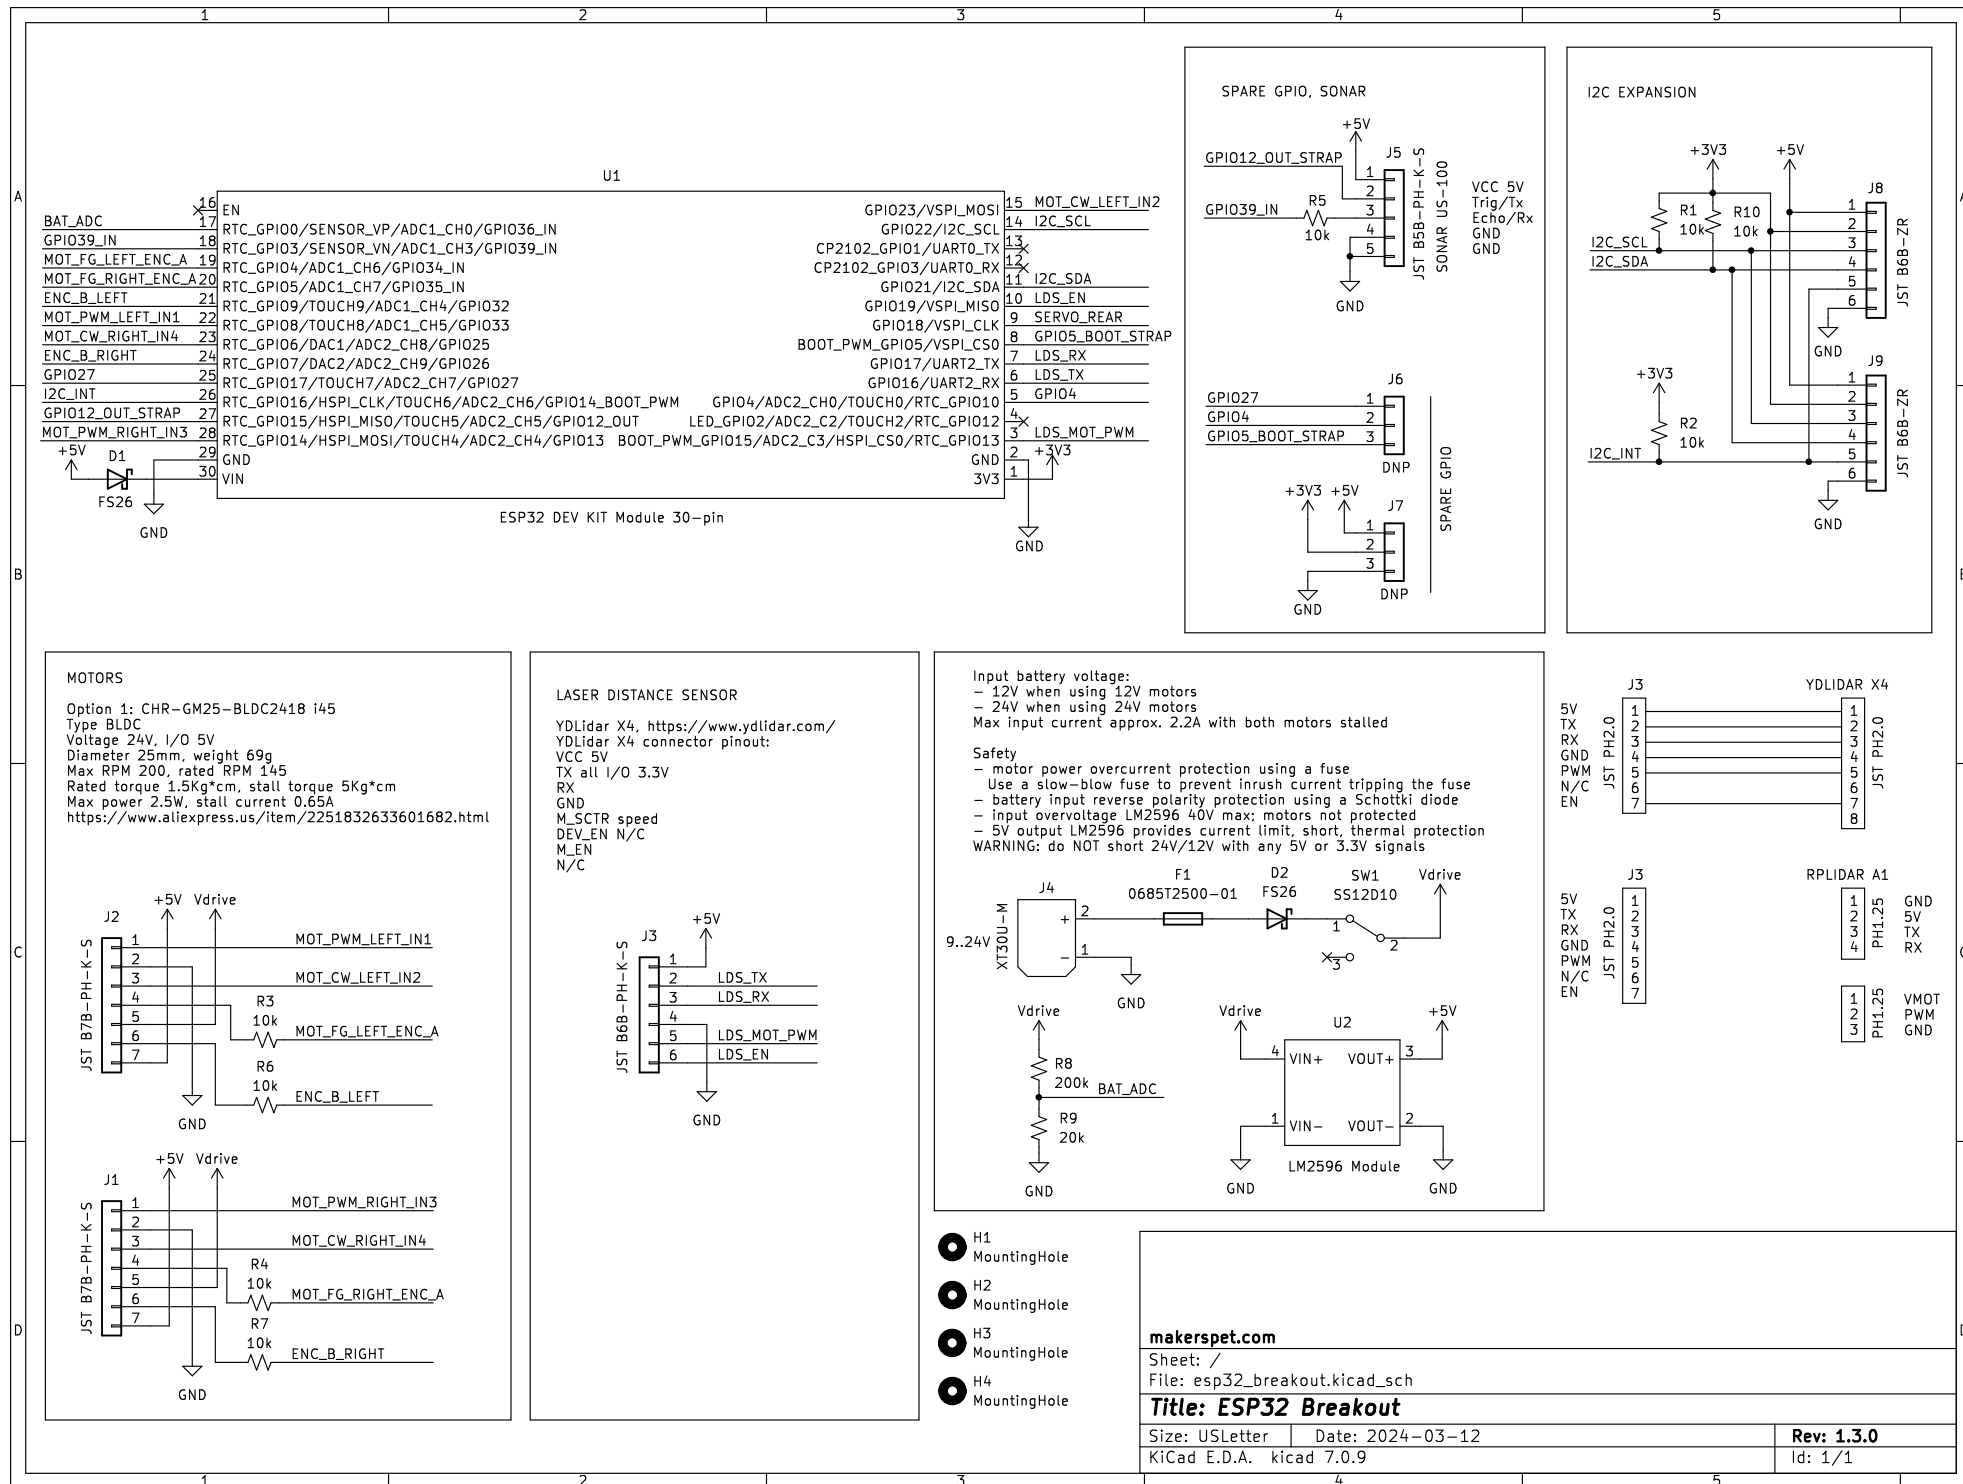 1 2 3 4 5
A
B
C
D
U1
16 EN
BAT_ADC 17 RTC_GPIO0/SENSOR_VP/ADC1_CH0/GPIO36_IN
GPIO39_IN 18 RTC_GPIO3/SENSOR_VN/ADC1_CH3/GPIO39_IN
MOT_FG_LEFT_ENC_A 19 RTC_GPIO4/ADC1_CH6/GPIO34_IN
MOT_FG_RIGHT_ENC_A 20 RTC_GPIO5/ADC1_CH7/GPIO35_IN
ENC_B_LEFT 21 RTC_GPIO9/TOUCH9/ADC1_CH4/GPIO32
MOT_PWM_LEFT_IN1 22 RTC_GPIO8/TOUCH8/ADC1_CH5/GPIO33
MOT_CW_RIGHT_IN4 23 RTC_GPIO6/DAC1/ADC2_CH8/GPIO25
ENC_B_RIGHT 24 RTC_GPIO7/DAC2/ADC2_CH9/GPIO26
GPIO27 25 RTC_GPIO17/TOUCH7/ADC2_CH7/GPIO27
I2C_INT 26 RTC_GPIO16/HSPI_CLK/TOUCH6/ADC2_CH6/GPIO14_BOOT_PWM
GPIO12_OUT_STRAP 27 RTC_GPIO15/HSPI_MISO/TOUCH5/ADC2_CH5/GPIO12_OUT
MOT_PWM_RIGHT_IN3 28 RTC_GPIO14/HSPI_MOSI/TOUCH4/ADC2_CH4/GPIO13
29 GND
30 VIN
+5V
D1
FS26
GND
GPIO23/VSPI_MOSI 15 MOT_CW_LEFT_IN2
GPIO22/I2C_SCL 14 I2C_SCL
CP2102_GPIO1/UART0_TX 13
CP2102_GPIO3/UART0_RX 12
GPIO21/I2C_SDA 11 I2C_SDA
GPIO19/VSPI_MISO 10 LDS_EN
GPIO18/VSPI_CLK 9 SERVO_REAR
BOOT_PWM_GPIO5/VSPI_CS0 8 GPIO5_BOOT_STRAP
GPIO17/UART2_TX 7 LDS_RX
GPIO16/UART2_RX 6 LDS_TX
GPIO4/ADC2_CH0/TOUCH0/RTC_GPIO10 5 GPIO4
LED_GPIO2/ADC2_C2/TOUCH2/RTC_GPIO12 4
BOOT_PWM_GPIO15/ADC2_C3/HSPI_CS0/RTC_GPIO13 3 LDS_MOT_PWM
GND 2
3V3 1
+3V3
GND
ESP32 DEV KIT Module 30-pin
SPARE GPIO, SONAR
+5V
GPIO12_OUT_STRAP
J5
GPIO39_IN
R5
10k
1
2
3
4
5
GND
JST B5B-PH-K-S
SONAR US-100
VCC 5V
Trig/Tx
Echo/Rx
GND
GND
J6
GPIO27 1
GPIO4 2
GPIO5_BOOT_STRAP 3
DNP
+3V3 +5V
J7
1
2
3
GND
DNP
SPARE GPIO
I2C EXPANSION
+3V3 +5V
J8
R1
10k
R10
10k
I2C_SCL
I2C_SDA
1
2
3
4
5
6
GND
JST B6B-ZR
J9
+3V3
R2
10k
I2C_INT
1
2
3
4
5
6
GND
JST B6B-ZR
MOTORS
Option 1: CHR-GM25-BLDC2418 i45
Type BLDC
Voltage 24V, I/O 5V
Diameter 25mm, weight 69g
Max RPM 200, rated RPM 145
Rated torque 1.5Kg*cm, stall torque 5Kg*cm
Max power 2.5W, stall current 0.65A
https://www.aliexpress.us/item/2251832633601682.html
+5V Vdrive
J2
JST B7B-PH-K-S
1 MOT_PWM_LEFT_IN1
2
3 MOT_CW_LEFT_IN2
4
5
6
7
R3
10k
MOT_FG_LEFT_ENC_A
R6
10k
ENC_B_LEFT
GND
+5V Vdrive
J1
JST B7B-PH-K-S
1 MOT_PWM_RIGHT_IN3
2
3 MOT_CW_RIGHT_IN4
4
5
6
7
R4
10k
MOT_FG_RIGHT_ENC_A
R7
10k
ENC_B_RIGHT
GND
LASER DISTANCE SENSOR
YDLidar X4, https://www.ydlidar.com/
YDLidar X4 connector pinout:
VCC 5V
TX all I/O 3.3V
RX
GND
M_SCTR speed
DEV_EN N/C
M_EN
N/C
+5V
J3
JST B6B-PH-K-S
1
2 LDS_TX
3 LDS_RX
4
5 LDS_MOT_PWM
6 LDS_EN
GND
Input battery voltage:
- 12V when using 12V motors
- 24V when using 24V motors
Max input current approx. 2.2A with both motors stalled
Safety
- motor power overcurrent protection using a fuse
Use a slow-blow fuse to prevent inrush current tripping the fuse
- battery input reverse polarity protection using a Schottki diode
- input overvoltage LM2596 40V max; motors not protected
- 5V output LM2596 provides current limit, short, thermal protection
WARNING: do NOT short 24V/12V with any 5V or 3.3V signals
J4
9..24V
XT30U-M
+ 2
- 1
GND
F1
0685T2500-01
D2
FS26
SW1
SS12D10
1
2
3
Vdrive
Vdrive
R8
200k
BAT_ADC
R9
20k
GND
Vdrive
U2
+5V
4 VIN+ VOUT+ 3
1 VIN- VOUT- 2
LM2596 Module
GND
GND
J3 YDLIDAR X4
5V 1 1
TX 2 2
RX 3 3
GND 4 4
PWM 5 5
N/C 6 6
EN 7 7
8
JST PH2.0
JST PH2.0
J3 RPLIDAR A1
5V 1
TX 2
RX 3
GND 4
PWM 5
N/C 6
EN 7
JST PH2.0
1 GND
2 5V
3 TX
4 RX
PH1.25
1 VMOT
2 PWM
3 GND
PH1.25
H1
MountingHole
H2
MountingHole
H3
MountingHole
H4
MountingHole
makerspet.com
Sheet: /
File: esp32_breakout.kicad_sch
Title: ESP32 Breakout
Size: USLetter Date: 2024-03-12 Rev: 1.3.0
KiCad E.D.A. kicad 7.0.9 Id: 1/1
1 2 3 4 5